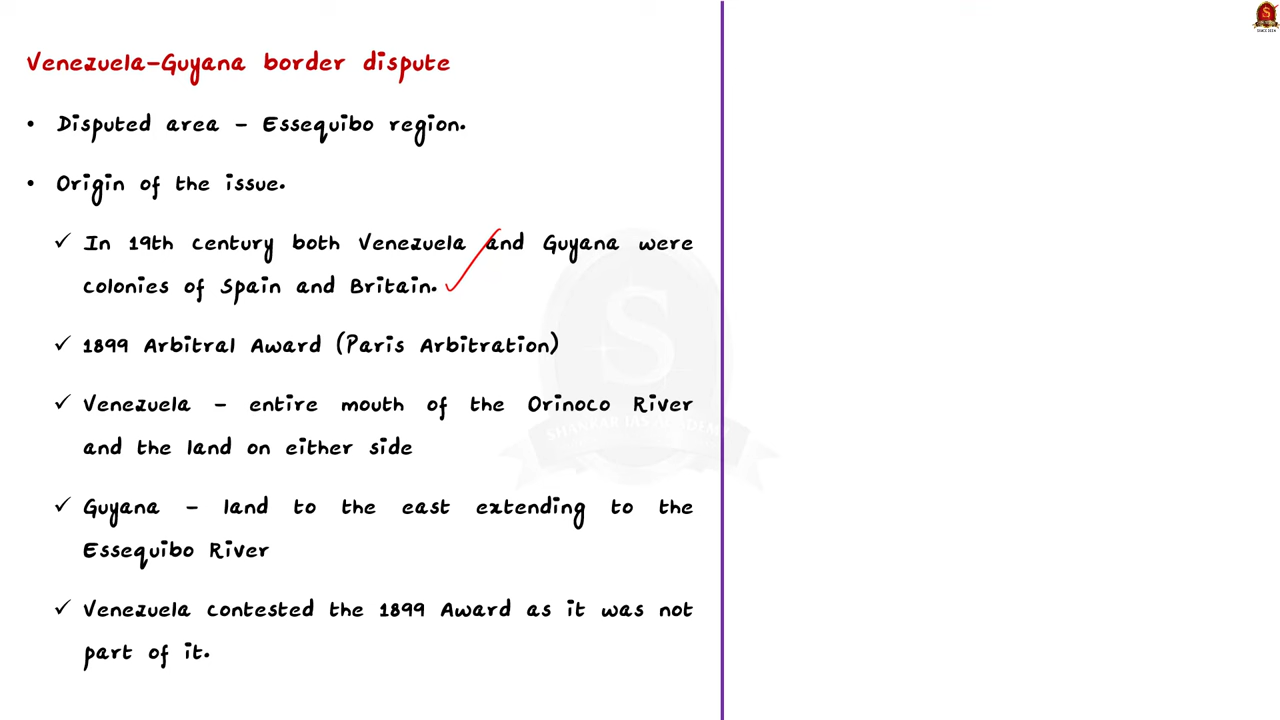 Venezuela-Guyana border dispute
• Disputed area - Essequibo region.
• Origin of the issue.
✓ In 19th century both Venezuela and Guyana were
colonies of Spain and Britain.
✓ 1899 Arbitral Award (Paris Arbitration)
✓ Venezuela - entire mouth of the Orinoco River
and the land on either side
✓ Guyana - land to the east extending to the
Essequibo River
✓ Venezuela contested the 1899 Award as it was not
part of it.
S
SHANKAR IAS ACADEMY
S